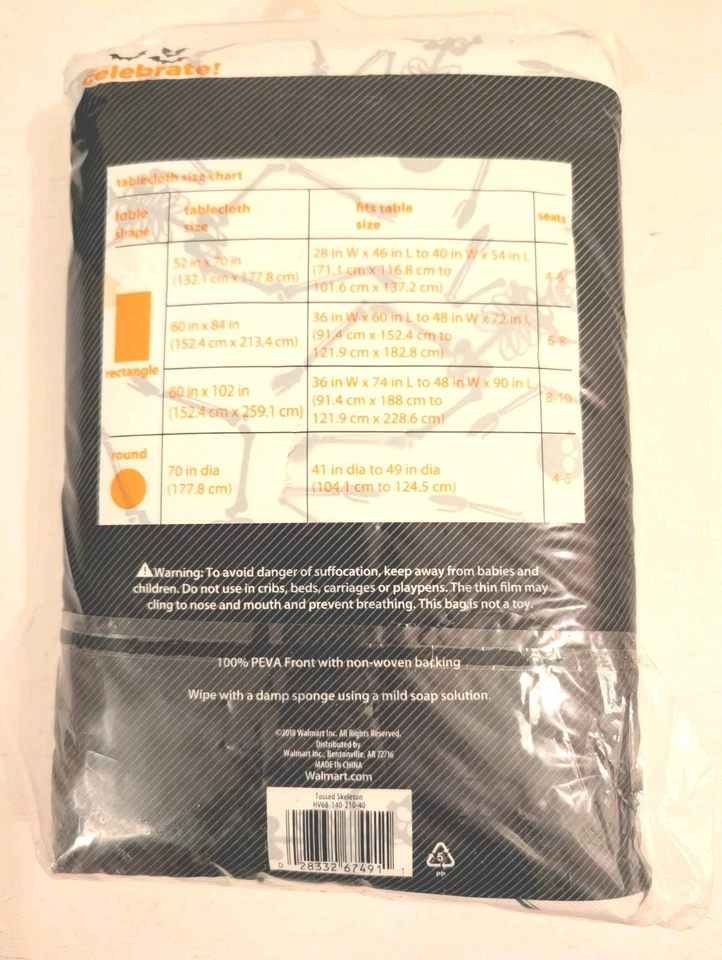 celebrate!
tablecloth size chart
table
shape
tablecloth
size
fits table
size
seats
52 in x 70 in
(132.1 cm x 177.8 cm)
28 in W x 46 in L to 40 in W x 54 in L
(71.1 cm x 116.8 cm to
101.6 cm x 137.2 cm)
4-6
60 in x 84 in
(152.4 cm x 213.4 cm)
36 in W x 60 in L to 48 in W x 72 in L
(91.4 cm x 152.4 cm to
121.9 cm x 182.8 cm)
6-8
rectangle
60 in x 102 in
(152.4 cm x 259.1 cm)
36 in W x 74 in L to 48 in W x 90 in L
(91.4 cm x 188 cm to
121.9 cm x 228.6 cm)
8-10
round
70 in dia
(177.8 cm)
41 in dia to 49 in dia
(104.1 cm to 124.5 cm)
4-6
Warning: To avoid danger of suffocation, keep away from babies and
children. Do not use in cribs, beds, carriages or playpens. The thin film may
cling to nose and mouth and prevent breathing. This bag is not a toy.
100% PEVA Front with non-woven backing
Wipe with a damp sponge using a mild soap solution.
©2018 Walmart Inc. All Rights Reserved.
Distributed by
Walmart Inc., Bentonville, AR 72716
MADE IN CHINA
Walmart.com
Tossed Skeleton
HV68-140-210-40
0 28332 67491 1
5
PP